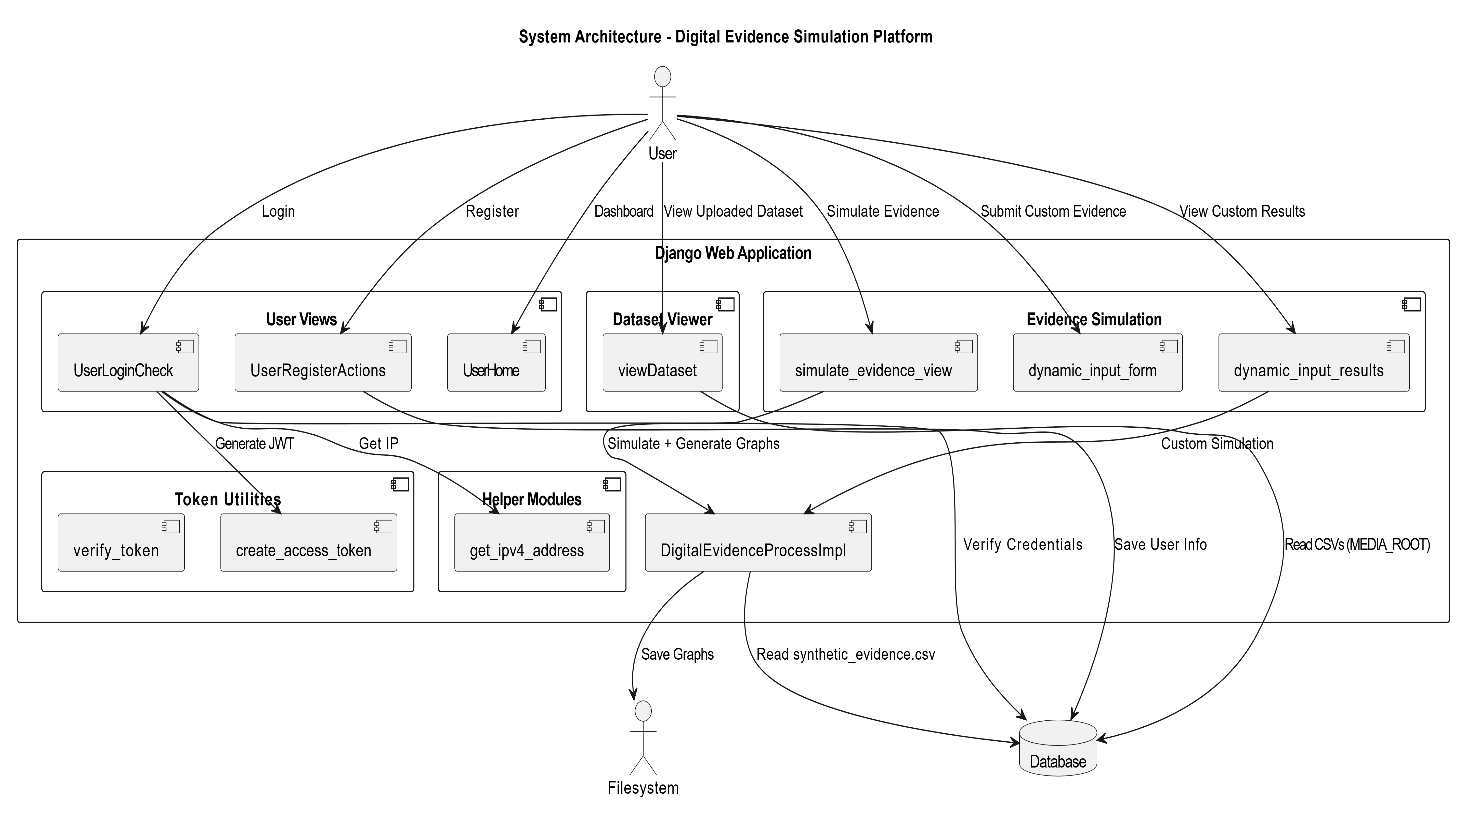 System Architecture - Digital Evidence Simulation Platform
User
Login
Register
Dashboard
View Uploaded Dataset
Simulate Evidence
Submit Custom Evidence
View Custom Results
Django Web Application
User Views
Dataset Viewer
Evidence Simulation
UserLoginCheck
UserRegisterActions
UserHome
viewDataset
simulate_evidence_view
dynamic_input_form
dynamic_input_results
Generate JWT
Get IP
Simulate + Generate Graphs
Custom Simulation
Token Utilities
Helper Modules
verify_token
create_access_token
get_ipv4_address
DigitalEvidenceProcessImpl
Verify Credentials
Save User Info
Read CSVs (MEDIA_ROOT)
Save Graphs
Read synthetic_evidence.csv
Filesystem
Database